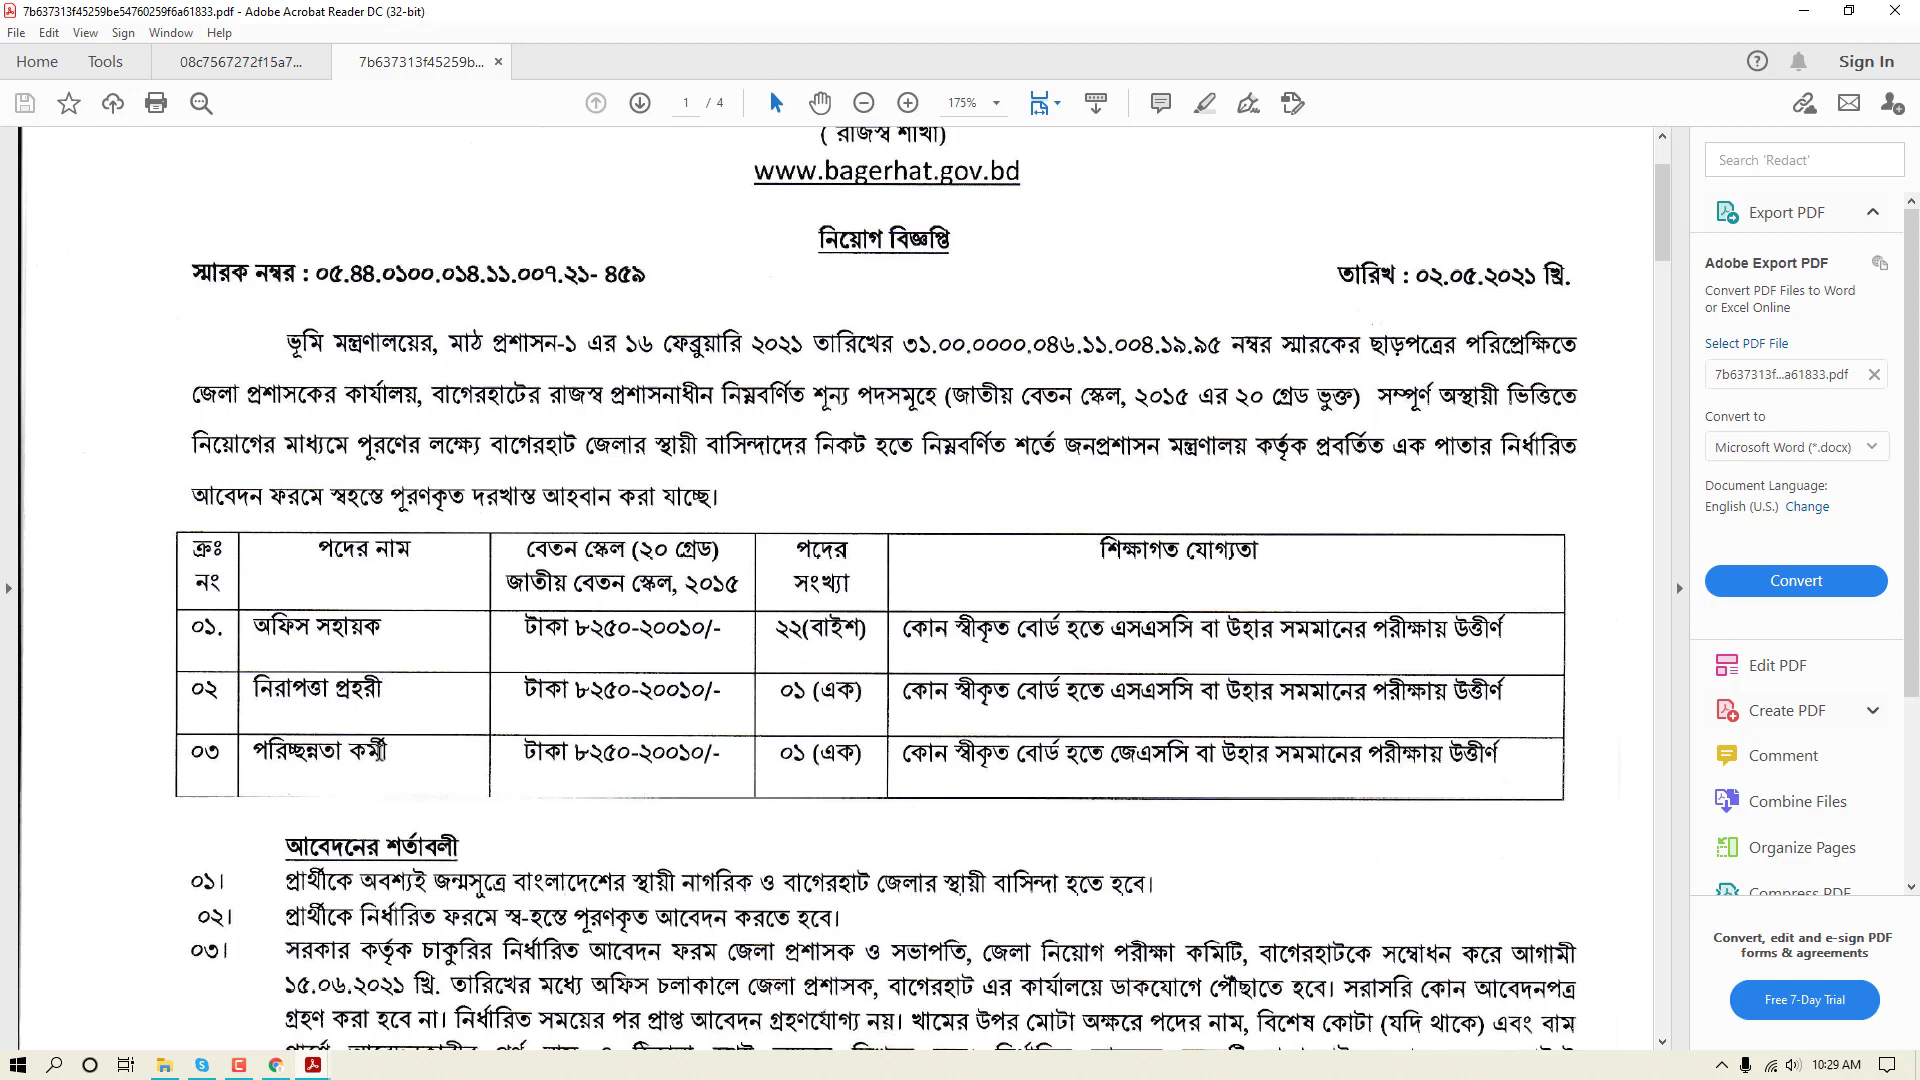 7b637313f45259be54760259f6a61833.pdf - Adobe Acrobat Reader DC (32-bit)
File Edit View Sign Window Help
Home Tools 08c7567272f15a7... 7b637313f45259b... Sign In
1 / 4 175%
( রাজস্ব শাখা)
www.bagerhat.gov.bd
নিয়োগ বিজ্ঞপ্তি
স্মারক নম্বর : ০৫.৪৪.০১০০.০১৪.১১.০০৭.২১- ৪৫৯ তারিখ : ০২.০৫.২০২১ খ্রি.
ভূমি মন্ত্রণালয়ের, মাঠ প্রশাসন-১ এর ১৬ ফেব্রুয়ারি ২০২১ তারিখের ৩১.০০.০০০০.০৪৬.১১.০০৪.১৯.৯৫ নম্বর স্মারকের ছাড়পত্রের পরিপ্রেক্ষিতে
জেলা প্রশাসকের কার্যালয়, বাগেরহাটের রাজস্ব প্রশাসনাধীন নিম্নবর্ণিত শূন্য পদসমূহে (জাতীয় বেতন স্কেল, ২০১৫ এর ২০ গ্রেড ভুক্ত) সম্পূর্ণ অস্থায়ী ভিত্তিতে
নিয়োগের মাধ্যমে পূরণের লক্ষ্যে বাগেরহাট জেলার স্থায়ী বাসিন্দাদের নিকট হতে নিম্নবর্ণিত শর্তে জনপ্রশাসন মন্ত্রণালয় কর্তৃক প্রবর্তিত এক পাতার নির্ধারিত
আবেদন ফরমে স্বহস্তে পূরণকৃত দরখাস্ত আহবান করা যাচ্ছে।
ক্রঃ নং পদের নাম বেতন স্কেল (২০ গ্রেড) জাতীয় বেতন স্কেল, ২০১৫ পদের সংখ্যা শিক্ষাগত যোগ্যতা
০১. অফিস সহায়ক টাকা ৮২৫০-২০০১০/- ২২(বাইশ) কোন স্বীকৃত বোর্ড হতে এসএসসি বা উহার সমমানের পরীক্ষায় উত্তীর্ণ
০২ নিরাপত্তা প্রহরী টাকা ৮২৫০-২০০১০/- ০১ (এক) কোন স্বীকৃত বোর্ড হতে এসএসসি বা উহার সমমানের পরীক্ষায় উত্তীর্ণ
০৩ পরিচ্ছন্নতা কর্মী টাকা ৮২৫০-২০০১০/- ০১ (এক) কোন স্বীকৃত বোর্ড হতে জেএসসি বা উহার সমমানের পরীক্ষায় উত্তীর্ণ
আবেদনের শর্তাবলী
০১। প্রার্থীকে অবশ্যই জন্মসূত্রে বাংলাদেশের স্থায়ী নাগরিক ও বাগেরহাট জেলার স্থায়ী বাসিন্দা হতে হবে।
০২। প্রার্থীকে নির্ধারিত ফরমে স্ব-হস্তে পূরণকৃত আবেদন করতে হবে।
০৩। সরকার কর্তৃক চাকুরির নির্ধারিত আবেদন ফরম জেলা প্রশাসক ও সভাপতি, জেলা নিয়োগ পরীক্ষা কমিটি, বাগেরহাটকে সম্বোধন করে আগামী
১৫.০৬.২০২১ খ্রি. তারিখের মধ্যে অফিস চলাকালে জেলা প্রশাসক, বাগেরহাট এর কার্যালয়ে ডাকযোগে পৌঁছাতে হবে। সরাসরি কোন আবেদনপত্র
গ্রহণ করা হবে না। নির্ধারিত সময়ের পর প্রাপ্ত আবেদন গ্রহণযোগ্য নয়। খামের উপর মোটা অক্ষরে পদের নাম, বিশেষ কোটা (যদি থাকে) এবং বাম
Search 'Redact'
Export PDF
Adobe Export PDF
Convert PDF Files to Word
or Excel Online
Select PDF File
7b637313f...a61833.pdf
Convert to
Microsoft Word (*.docx)
Document Language:
English (U.S.) Change
Convert
Edit PDF
Create PDF
Comment
Combine Files
Organize Pages
Compress PDF
Convert, edit and e-sign PDF
forms & agreements
Free 7-Day Trial
10:29 AM